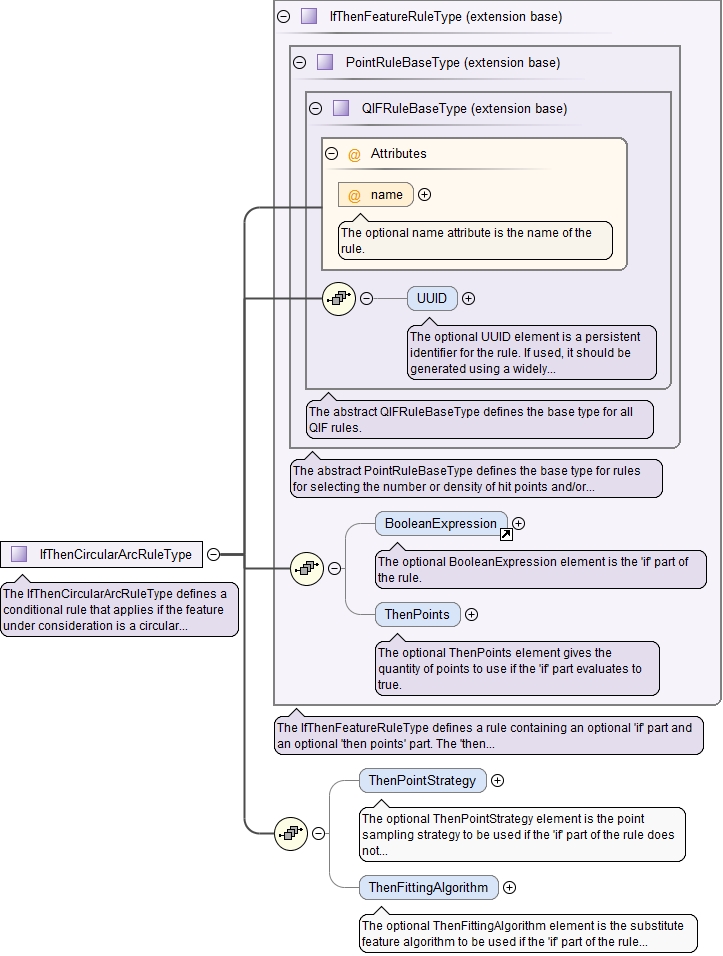 IfThenFeatureRuleType (extension base)
PointRuleBaseType (extension base)
QIFRuleBaseType (extension base)
@ Attributes
@ name
The optional name attribute is the name of the
rule.
UUID
The optional UUID element is a persistent
identifier for the rule. If used, it should be
generated using a widely...
The abstract QIFRuleBaseType defines the base type for all
QIF rules.
The abstract PointRuleBaseType defines the base type for rules
for selecting the number or density of hit points and/or...
BooleanExpression
The optional BooleanExpression element is the 'if' part of
the rule.
ThenPoints
The optional ThenPoints element gives the
quantity of points to use if the 'if' part evaluates to
true.
IfThenCircularArcRuleType
The IfThenCircularArcRuleType defines a
conditional rule that applies if the feature
under consideration is a circular...
The IfThenFeatureRuleType defines a rule containing an optional 'if' part and
an optional 'then points' part. The 'then...
ThenPointStrategy
The optional ThenPointStrategy element is the point
sampling strategy to be used if the 'if' part of the rule does
not...
ThenFittingAlgorithm
The optional ThenFittingAlgorithm element is the substitute
feature algorithm to be used if the 'if' part of the rule...